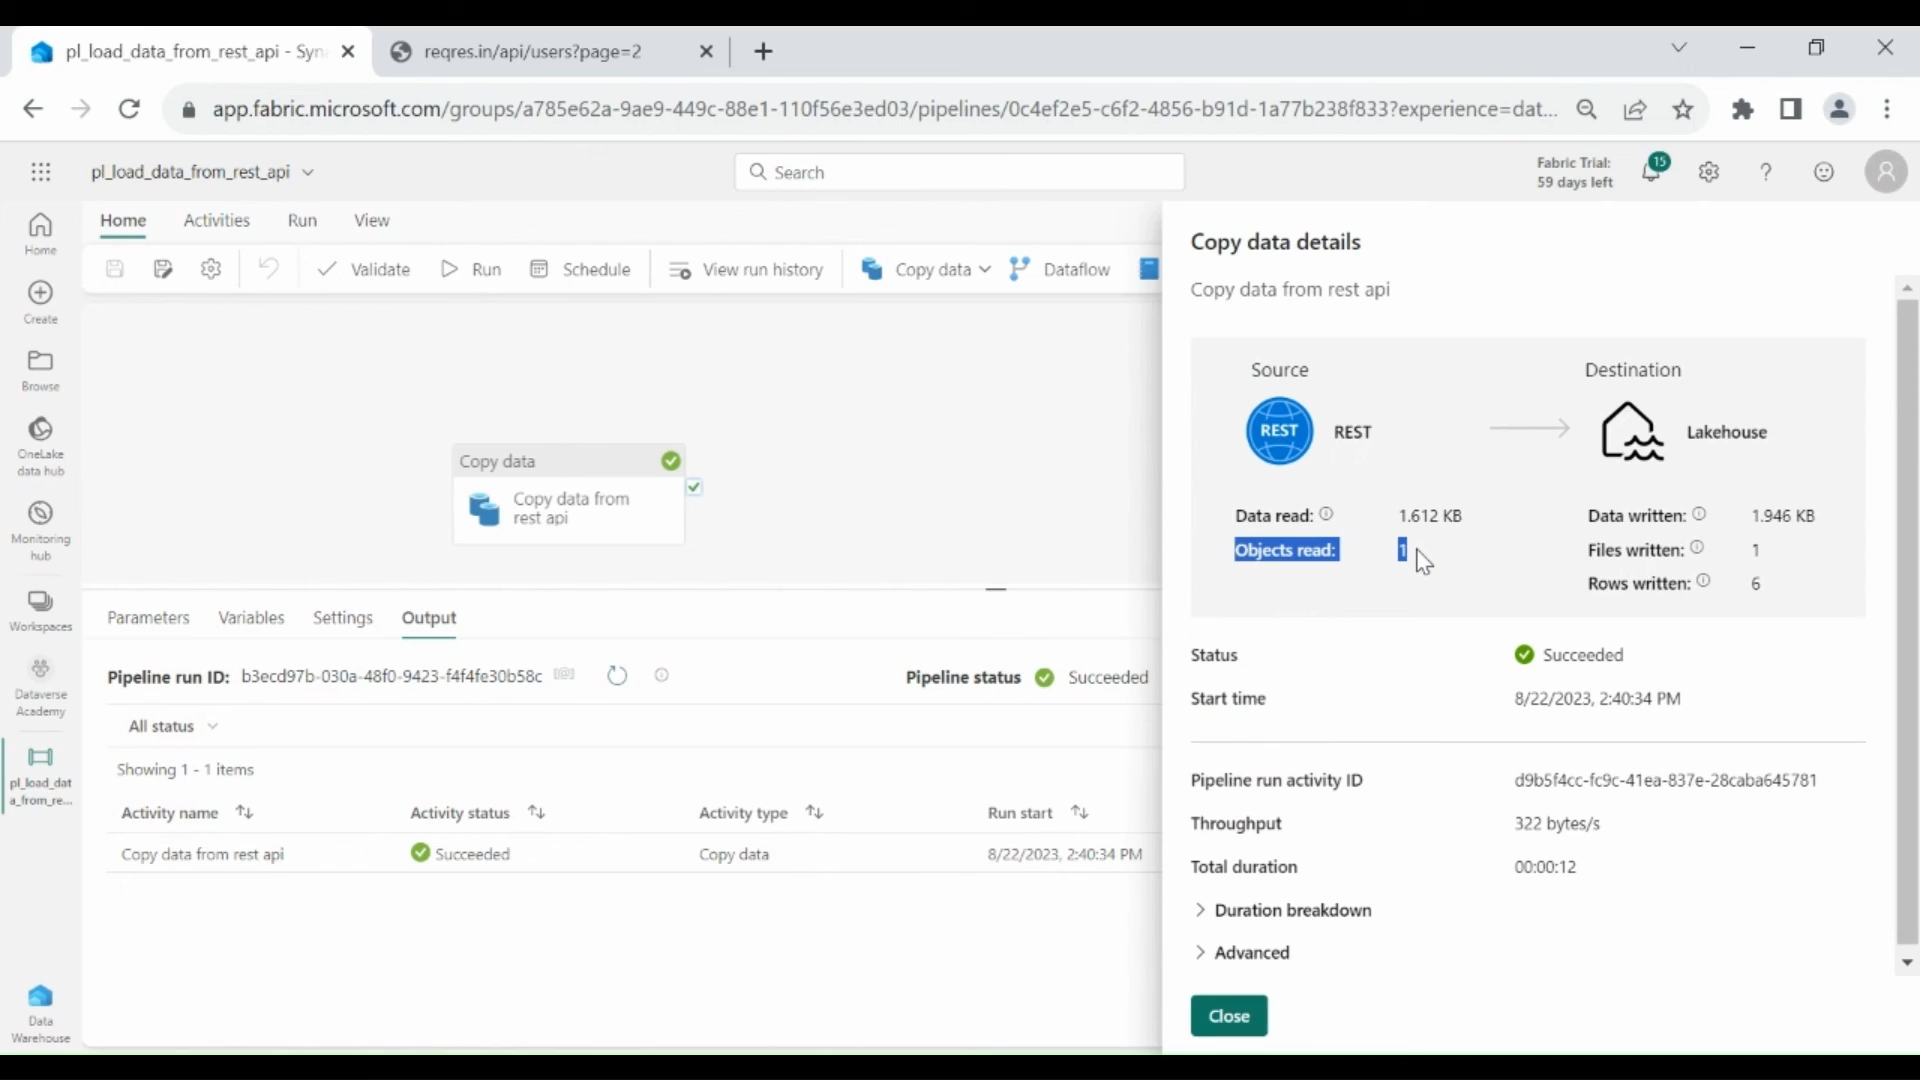 pl_load_data_from_rest_api - Syn
reqres.in/api/users?page=2
app.fabric.microsoft.com/groups/a785e62a-9ae9-449c-88e1-110f56e3ed03/pipelines/0c4ef2e5-c6f2-4856-b91d-1a77b238f833?experience=dat...
pl_load_data_from_rest_api
Search
Fabric Trial:
59 days left
15
Home
Create
Browse
OneLake
data hub
Monitoring
hub
Workspaces
Dataverse
Academy
pl_load_dat
a_from_re...
Data
Warehouse
Home Activities Run View
Validate Run Schedule View run history Copy data Dataflow
Copy data
Copy data from
rest api
Parameters Variables Settings Output
Pipeline run ID: b3ecd97b-030a-48f0-9423-f4f4fe30b58c Pipeline status Succeeded
All status
Showing 1 - 1 items
Activity name Activity status Activity type Run start
Copy data from rest api Succeeded Copy data 8/22/2023, 2:40:34 PM
Copy data details
Copy data from rest api
Source Destination
REST REST Lakehouse
Data read: 1.612 KB Data written: 1.946 KB
Objects read: 1 Files written: 1
Rows written: 6
Status Succeeded
Start time 8/22/2023, 2:40:34 PM
Pipeline run activity ID d9b5f4cc-fc9c-41ea-837e-28caba645781
Throughput 322 bytes/s
Total duration 00:00:12
Duration breakdown
Advanced
Close